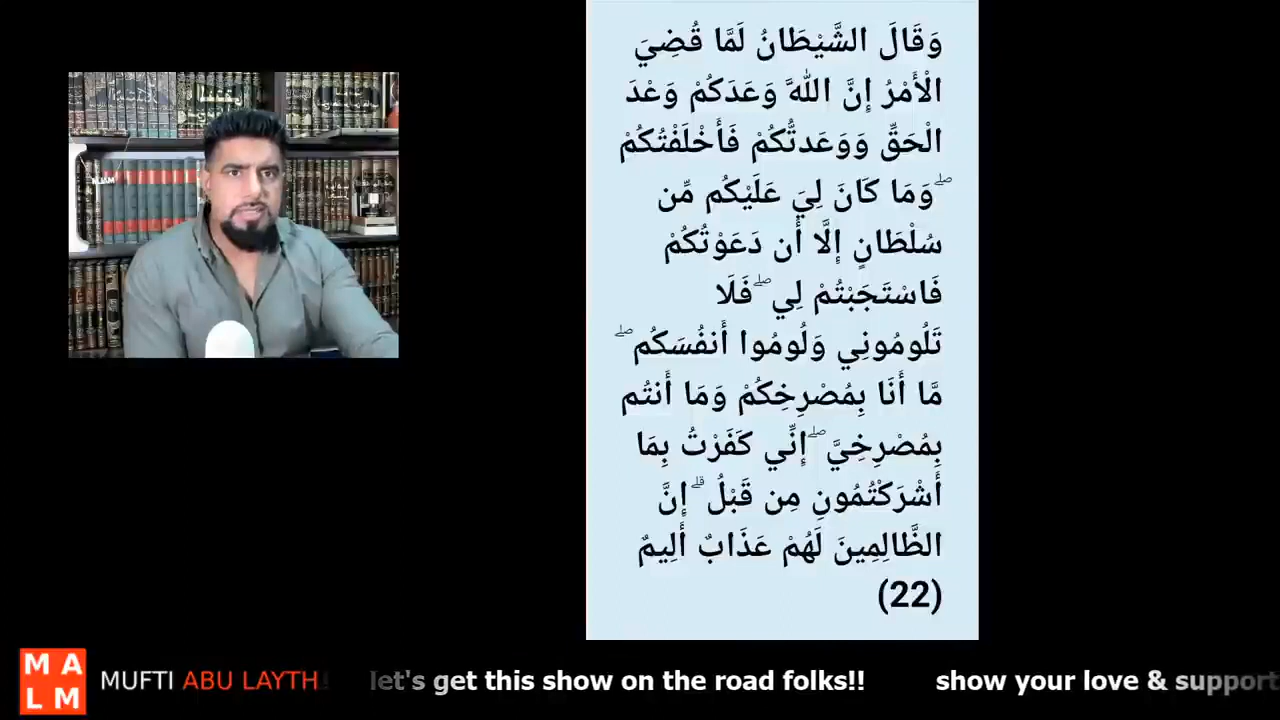 وَقَالَ الشَّيْطَانُ لَمَّا قُضِيَ
الْأَمْرُ إِنَّ اللَّهَ وَعَدَكُمْ وَعْدَ
الْحَقِّ وَوَعَدتُّكُمْ فَأَخْلَفْتُكُمْ
ۖ وَمَا كَانَ لِيَ عَلَيْكُم مِّن
سُلْطَانٍ إِلَّا أَن دَعَوْتُكُمْ
فَاسْتَجَبْتُمْ لِي ۖ فَلَا
تَلُومُونِي وَلُومُوا أَنفُسَكُم ۖ
مَّا أَنَا بِمُصْرِخِكُمْ وَمَا أَنتُم
بِمُصْرِخِيَّ ۖ إِنِّي كَفَرْتُ بِمَا
أَشْرَكْتُمُونِ مِن قَبْلُ ۗ إِنَّ
الظَّالِمِينَ لَهُمْ عَذَابٌ أَلِيمٌ
(22)
MA
LM
MUFTI ABU LAYTH! let's get this show on the road folks!! show your love & support